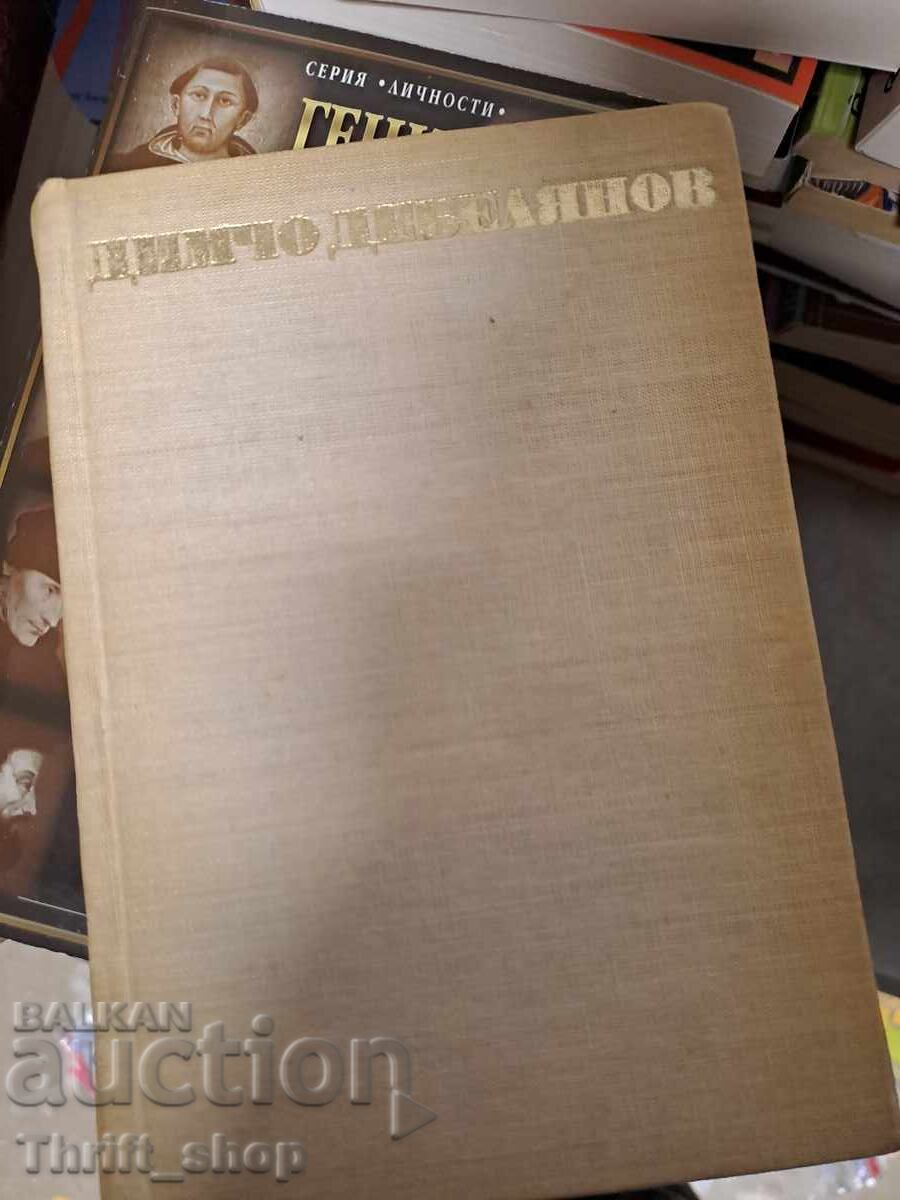 СЕРИЯ •ЛИЧНОСТИ•
ДИМЧО ДЕБЕЛЯНОВ
BALKAN
auction
Thrift_shop